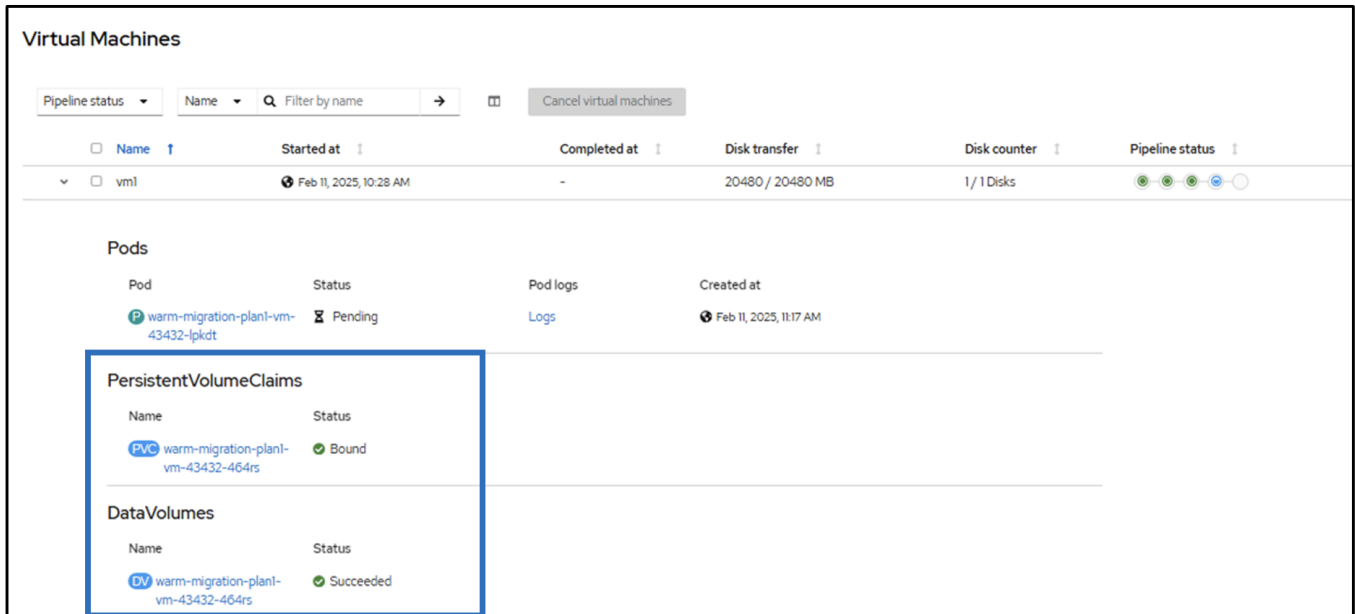 Virtual Machines
Pipeline status Name Filter by name Cancel virtual machines
Name Started at Completed at Disk transfer Disk counter Pipeline status
vm1 Feb 11, 2025, 10:28 AM - 20480 / 20480 MB 1 / 1 Disks
Pods
Pod Status Pod logs Created at
P warm-migration-plan1-vm- Pending Logs Feb 11, 2025, 11:17 AM
43432-lpkdt
PersistentVolumeClaims
Name Status
PVC warm-migration-plan1- Bound
vm-43432-464rs
DataVolumes
Name Status
DV warm-migration-plan1- Succeeded
vm-43432-464rs